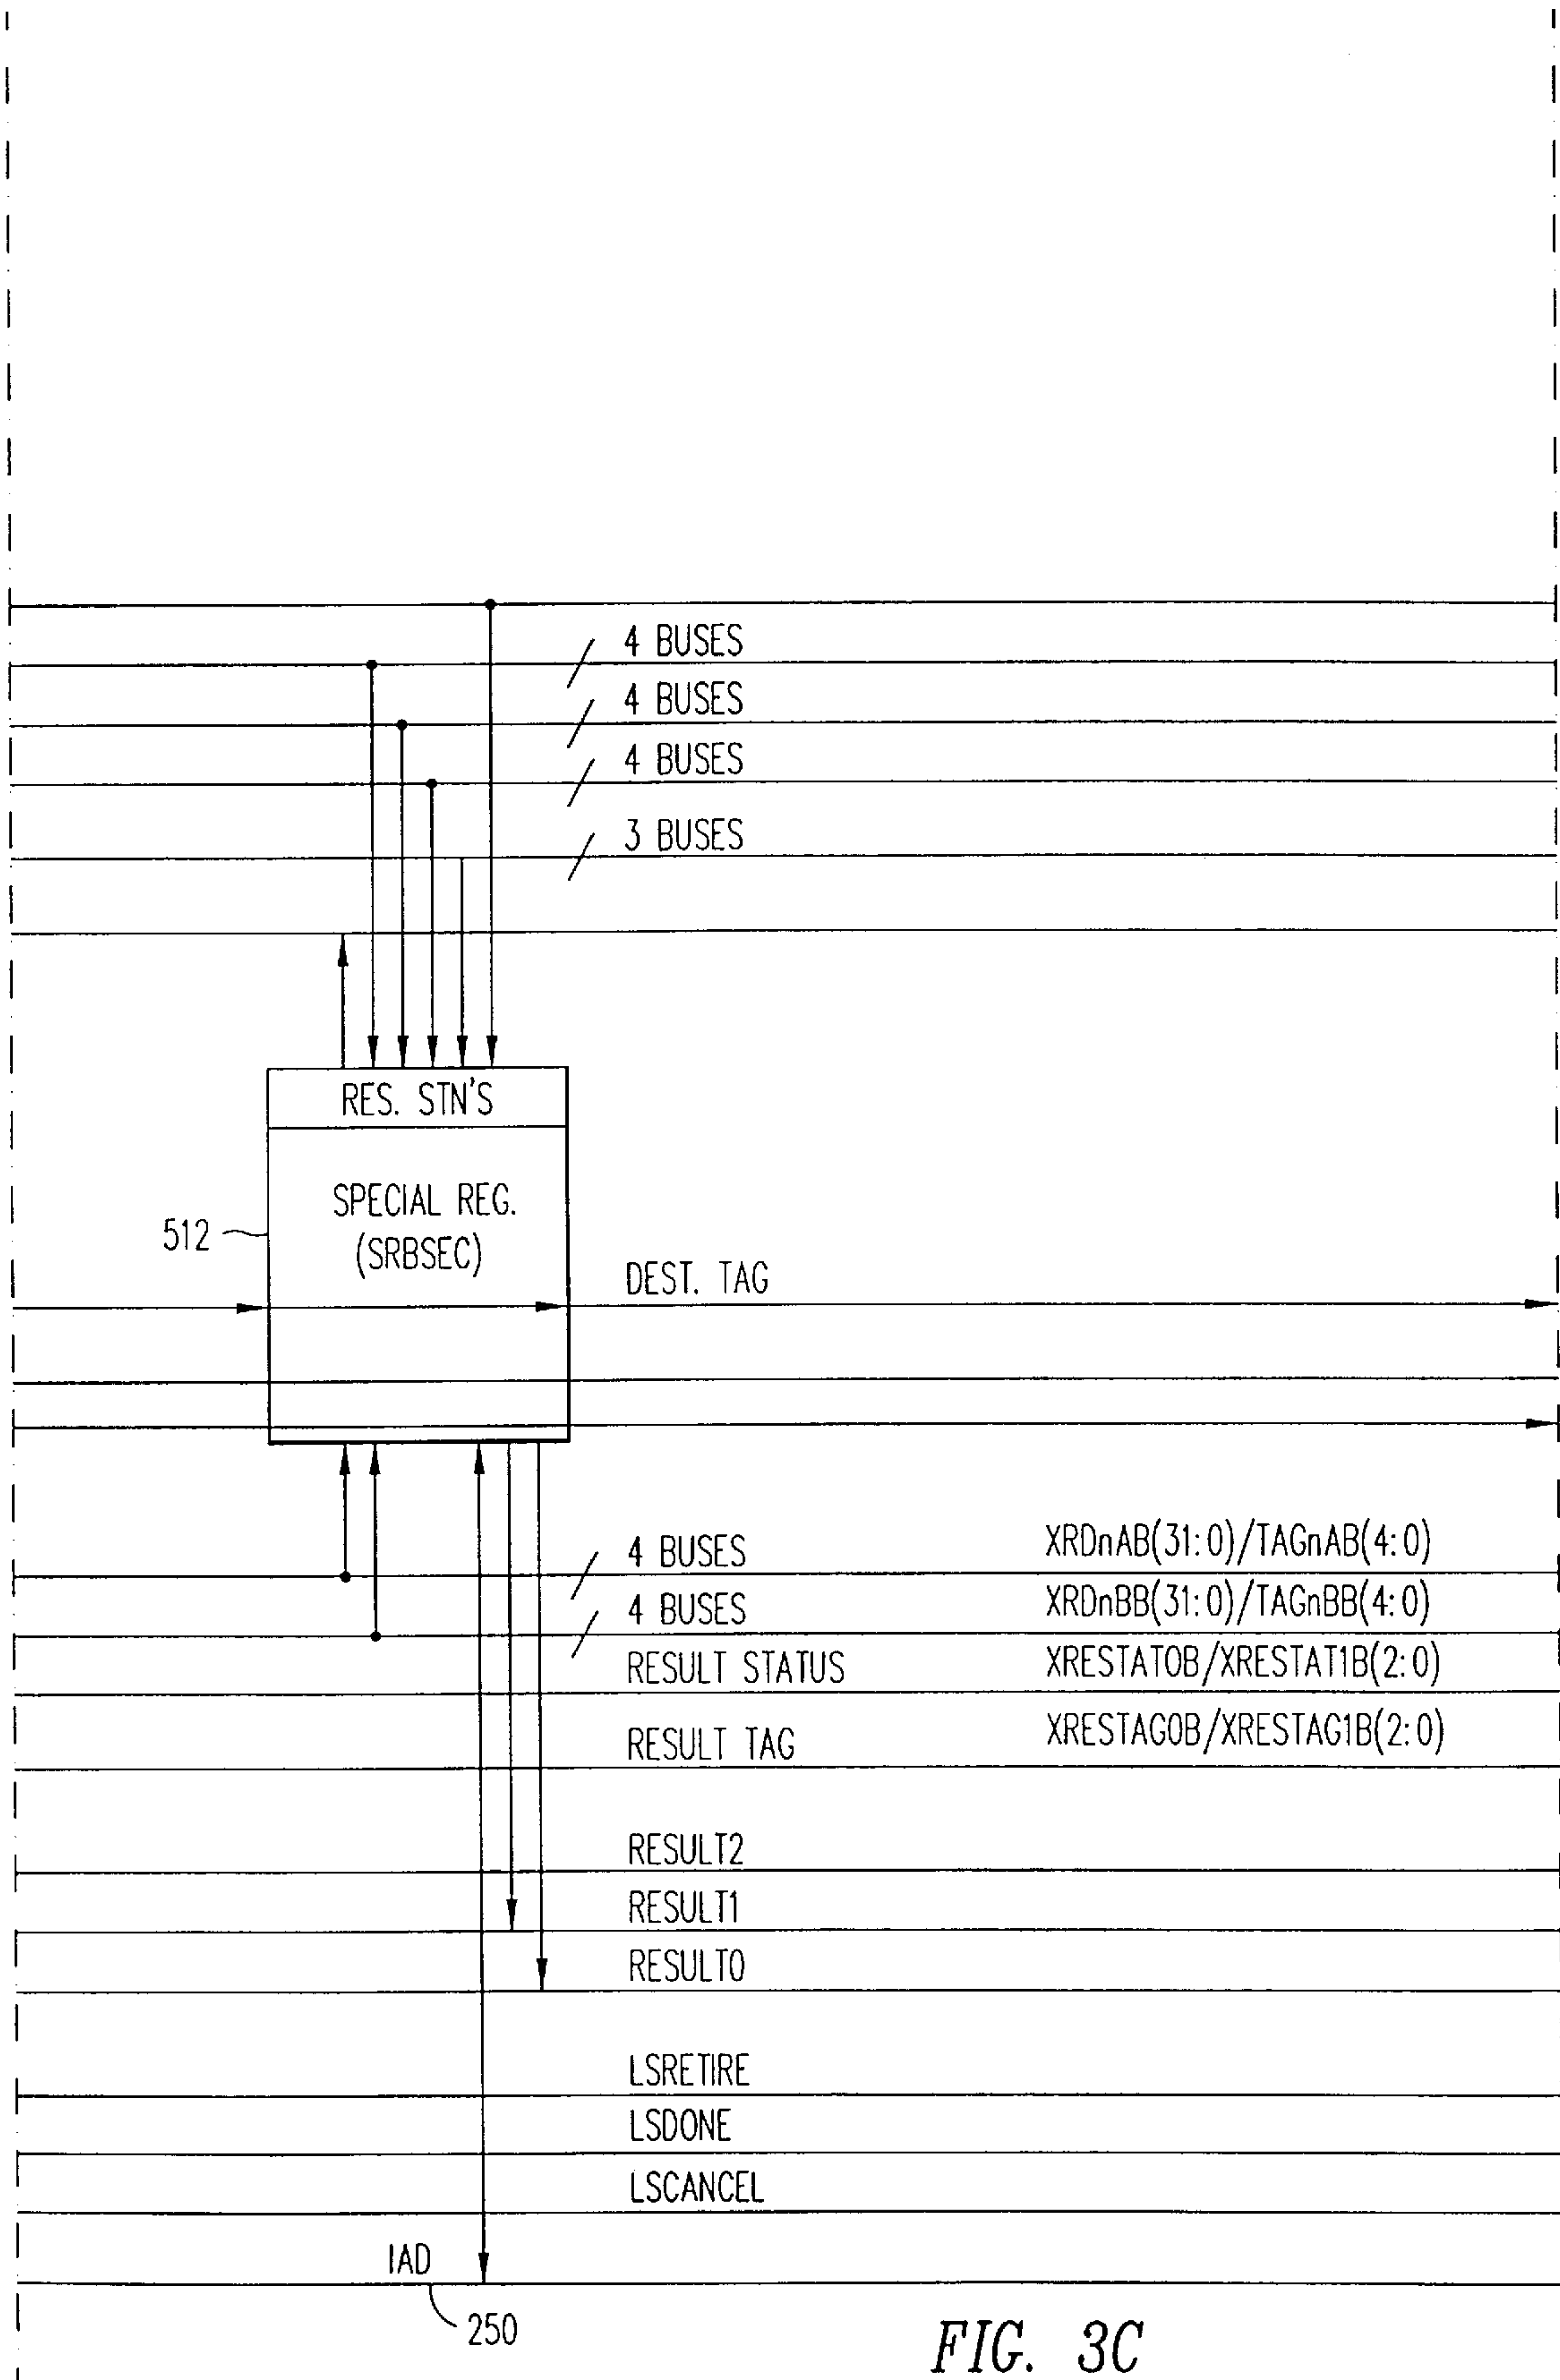 4 BUSES
4 BUSES
4 BUSES
3 BUSES
RES. STN'S
SPECIAL REG.
(SRBSEC)
512
DEST. TAG
4 BUSES XRDnAB(31:0)/TAGnAB(4:0)
4 BUSES XRDnBB(31:0)/TAGnBB(4:0)
RESULT STATUS XRESTAT0B/XRESTAT1B(2:0)
RESULT TAG XRESTAG0B/XRESTAG1B(2:0)
RESULT2
RESULT1
RESULT0
LSRETIRE
LSDONE
LSCANCEL
IAD
250
FIG. 3C